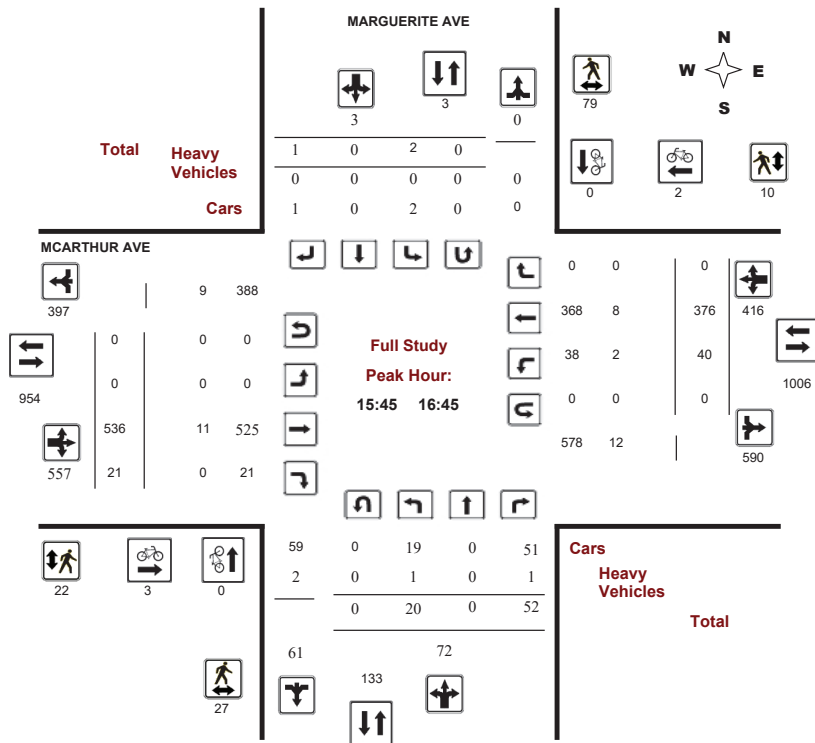 MARGUERITE AVE
N
W E
S
3
3
0
79
Total Heavy Vehicles
1 0 2 0
0 0 0 0 0
Cars 1 0 2 0 0
0 2 10
MCARTHUR AVE
397
9 388
0 0 0
954
0 0 0
536 11 525
557 21 0 21
Full Study
Peak Hour:
15:45 16:45
0 0 0
368 8 376 416
38 2 40
1006
0 0 0
578 12 590
22 3 0
59 0 19 0 51
2 0 1 0 1
0 20 0 52
Cars
Heavy
Vehicles
Total
61 72
133
27